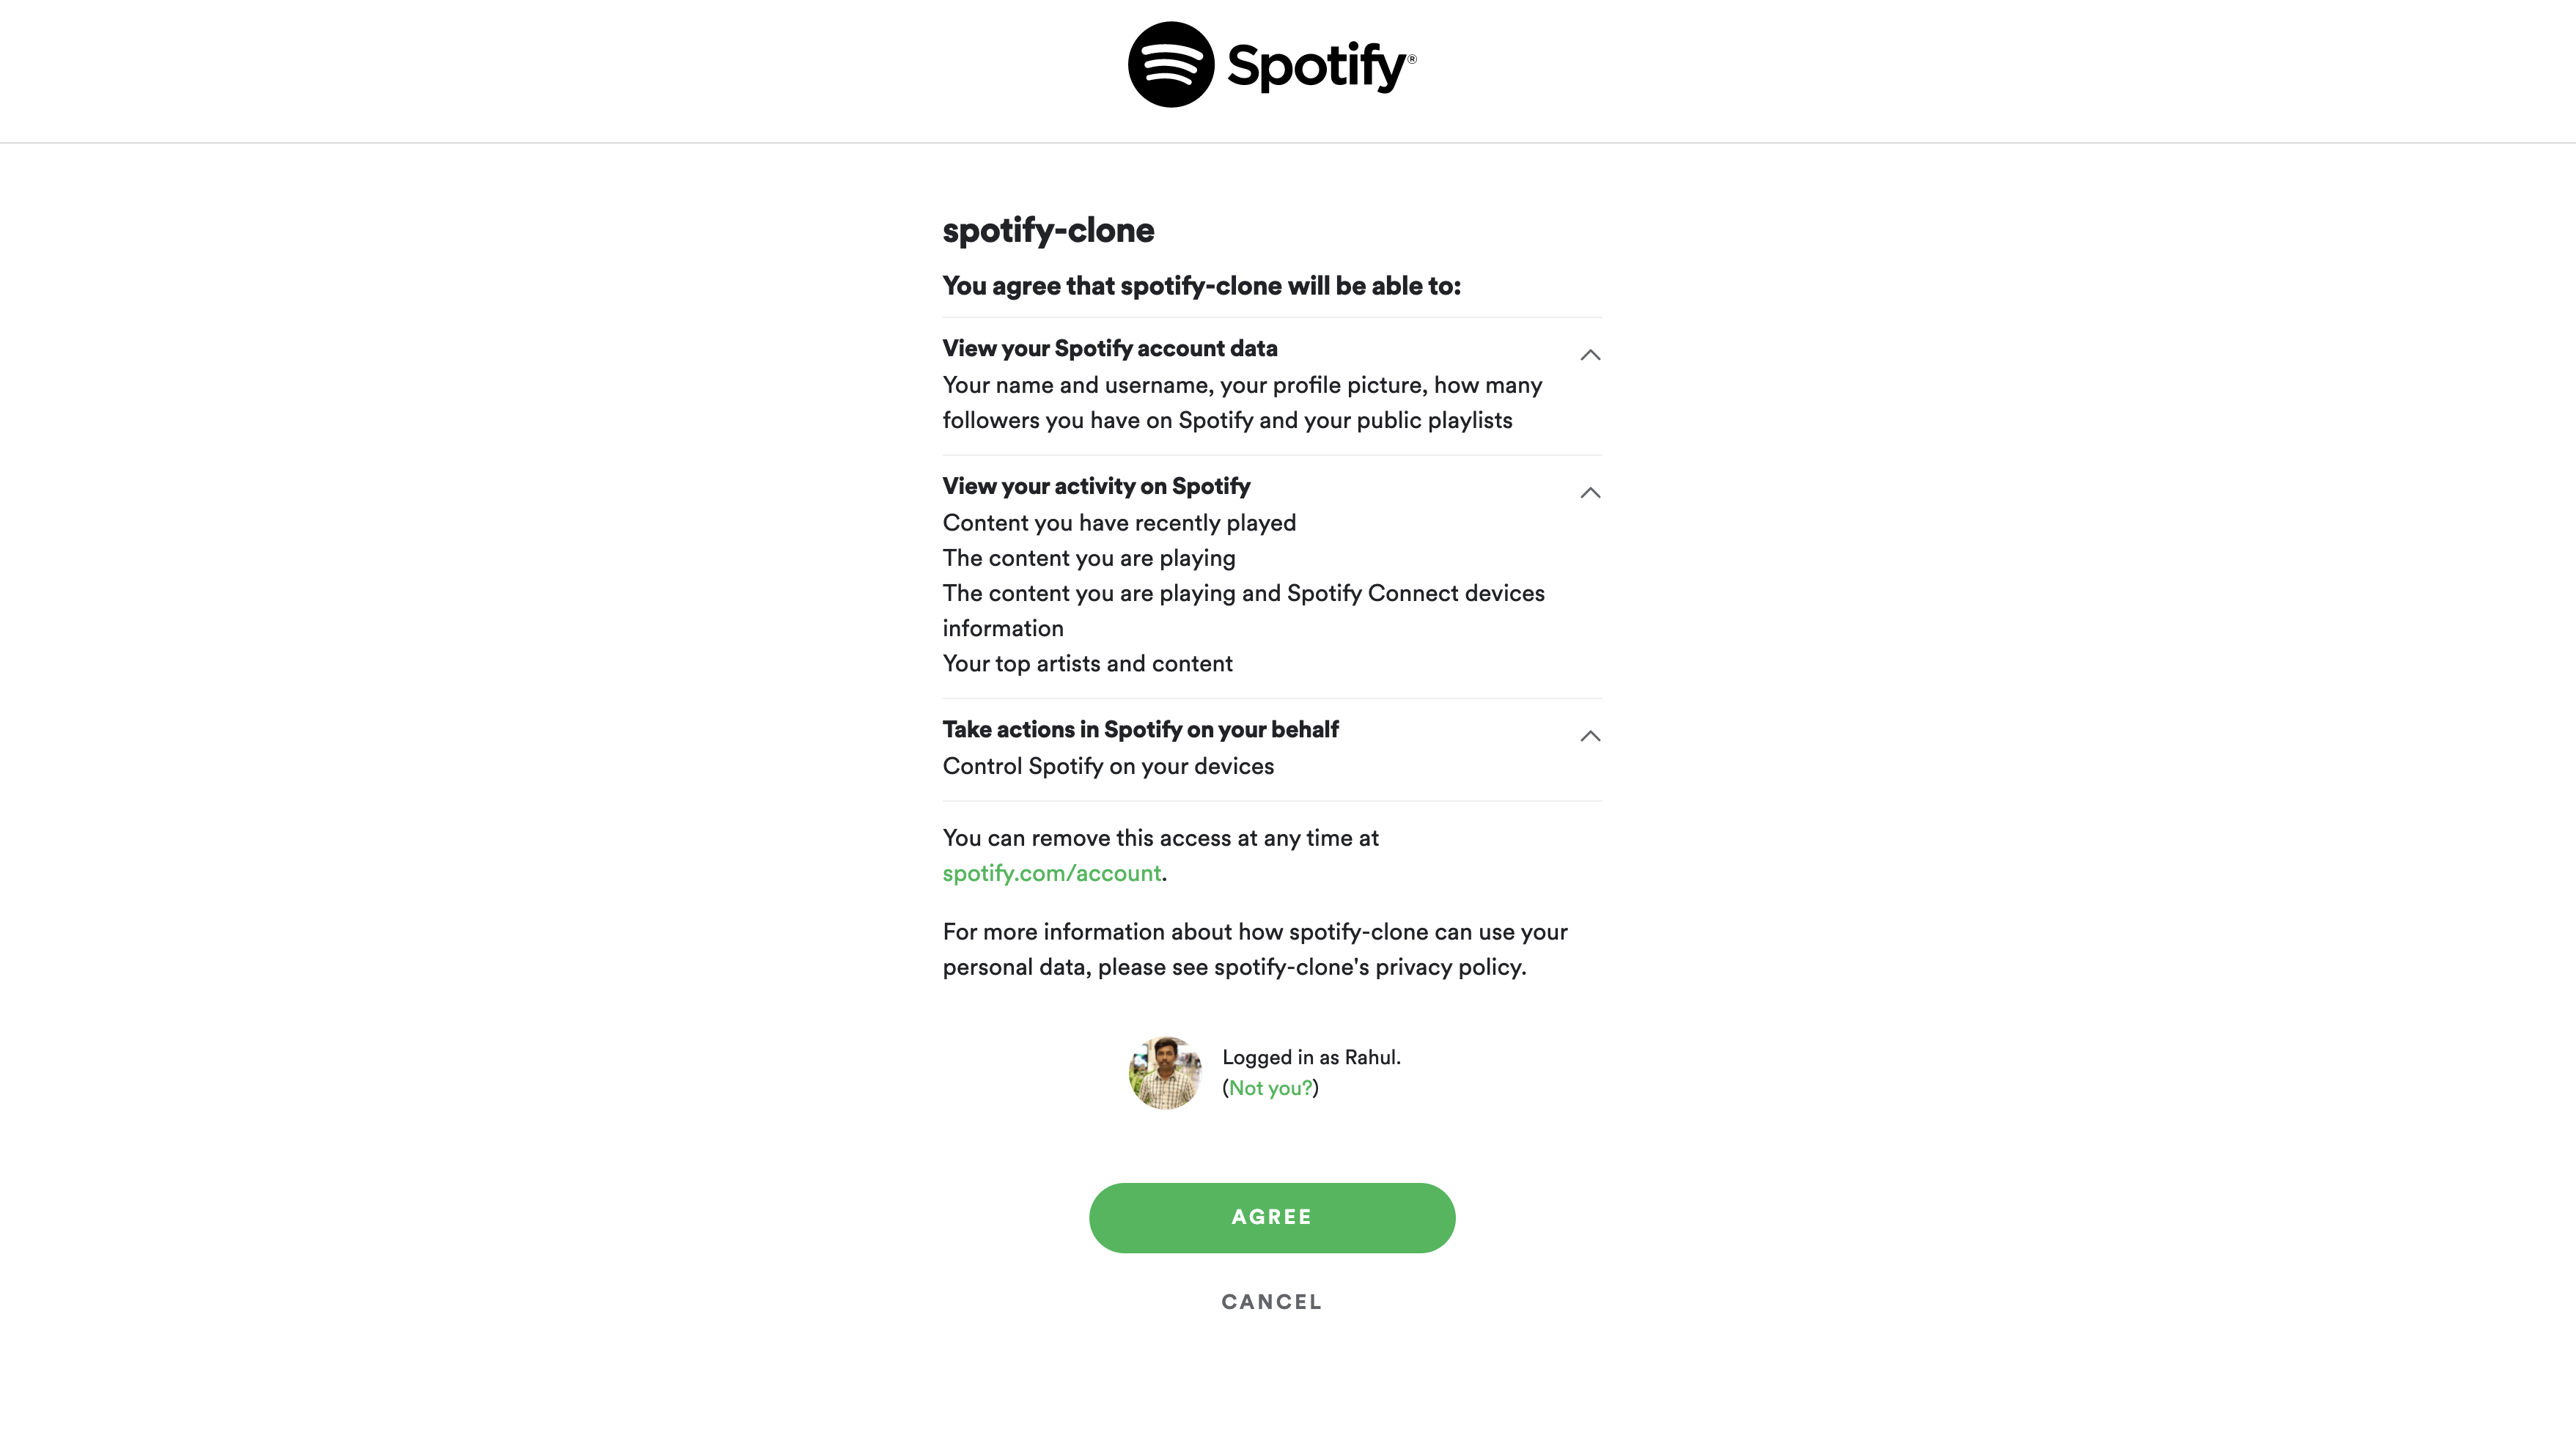 Spotify®
spotify-clone
You agree that spotify-clone will be able to:
View your Spotify account data
Your name and username, your profile picture, how many
followers you have on Spotify and your public playlists
View your activity on Spotify
Content you have recently played
The content you are playing
The content you are playing and Spotify Connect devices
information
Your top artists and content
Take actions in Spotify on your behalf
Control Spotify on your devices
You can remove this access at any time at
spotify.com/account.
For more information about how spotify-clone can use your
personal data, please see spotify-clone's privacy policy.
Logged in as Rahul.
(Not you?)
AGREE
CANCEL